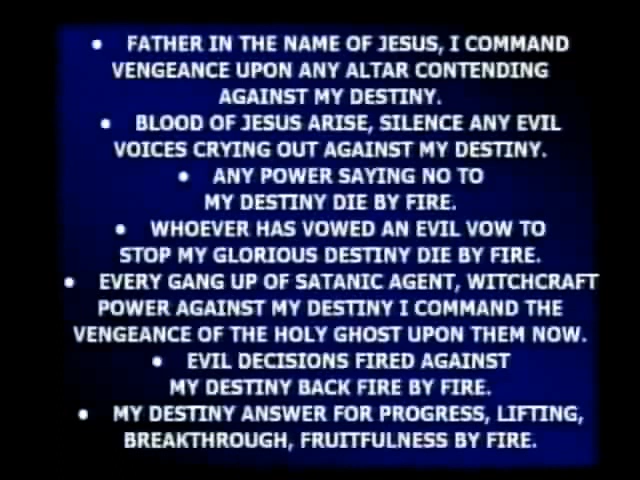 • FATHER IN THE NAME OF JESUS, I COMMAND
VENGEANCE UPON ANY ALTAR CONTENDING
AGAINST MY DESTINY.
• BLOOD OF JESUS ARISE, SILENCE ANY EVIL
VOICES CRYING OUT AGAINST MY DESTINY.
• ANY POWER SAYING NO TO
MY DESTINY DIE BY FIRE.
• WHOEVER HAS VOWED AN EVIL VOW TO
STOP MY GLORIOUS DESTINY DIE BY FIRE.
• EVERY GANG UP OF SATANIC AGENT, WITCHCRAFT
POWER AGAINST MY DESTINY I COMMAND THE
VENGEANCE OF THE HOLY GHOST UPON THEM NOW.
• EVIL DECISIONS FIRED AGAINST
MY DESTINY BACK FIRE BY FIRE.
• MY DESTINY ANSWER FOR PROGRESS, LIFTING,
BREAKTHROUGH, FRUITFULNESS BY FIRE.